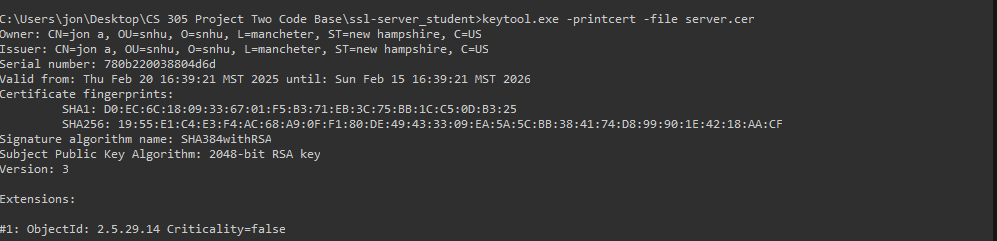 C:\Users\jon\Desktop\CS 305 Project Two Code Base\ssl-server_student>keytool.exe -printcert -file server.cer
Owner: CN=jon a, OU=snhu, O=snhu, L=mancheter, ST=new hampshire, C=US
Issuer: CN=jon a, OU=snhu, O=snhu, L=mancheter, ST=new hampshire, C=US
Serial number: 780b220038804d6d
Valid from: Thu Feb 20 16:39:21 MST 2025 until: Sun Feb 15 16:39:21 MST 2026
Certificate fingerprints:
SHA1: D0:EC:6C:18:09:33:67:01:F5:B3:71:EB:3C:75:BB:1C:C5:0D:B3:25
SHA256: 19:55:E1:C4:E3:F4:AC:68:A9:0F:F1:80:DE:49:43:33:09:EA:5A:5C:BB:38:41:74:D8:99:90:1E:42:18:AA:CF
Signature algorithm name: SHA384withRSA
Subject Public Key Algorithm: 2048-bit RSA key
Version: 3
Extensions:
#1: ObjectId: 2.5.29.14 Criticality=false